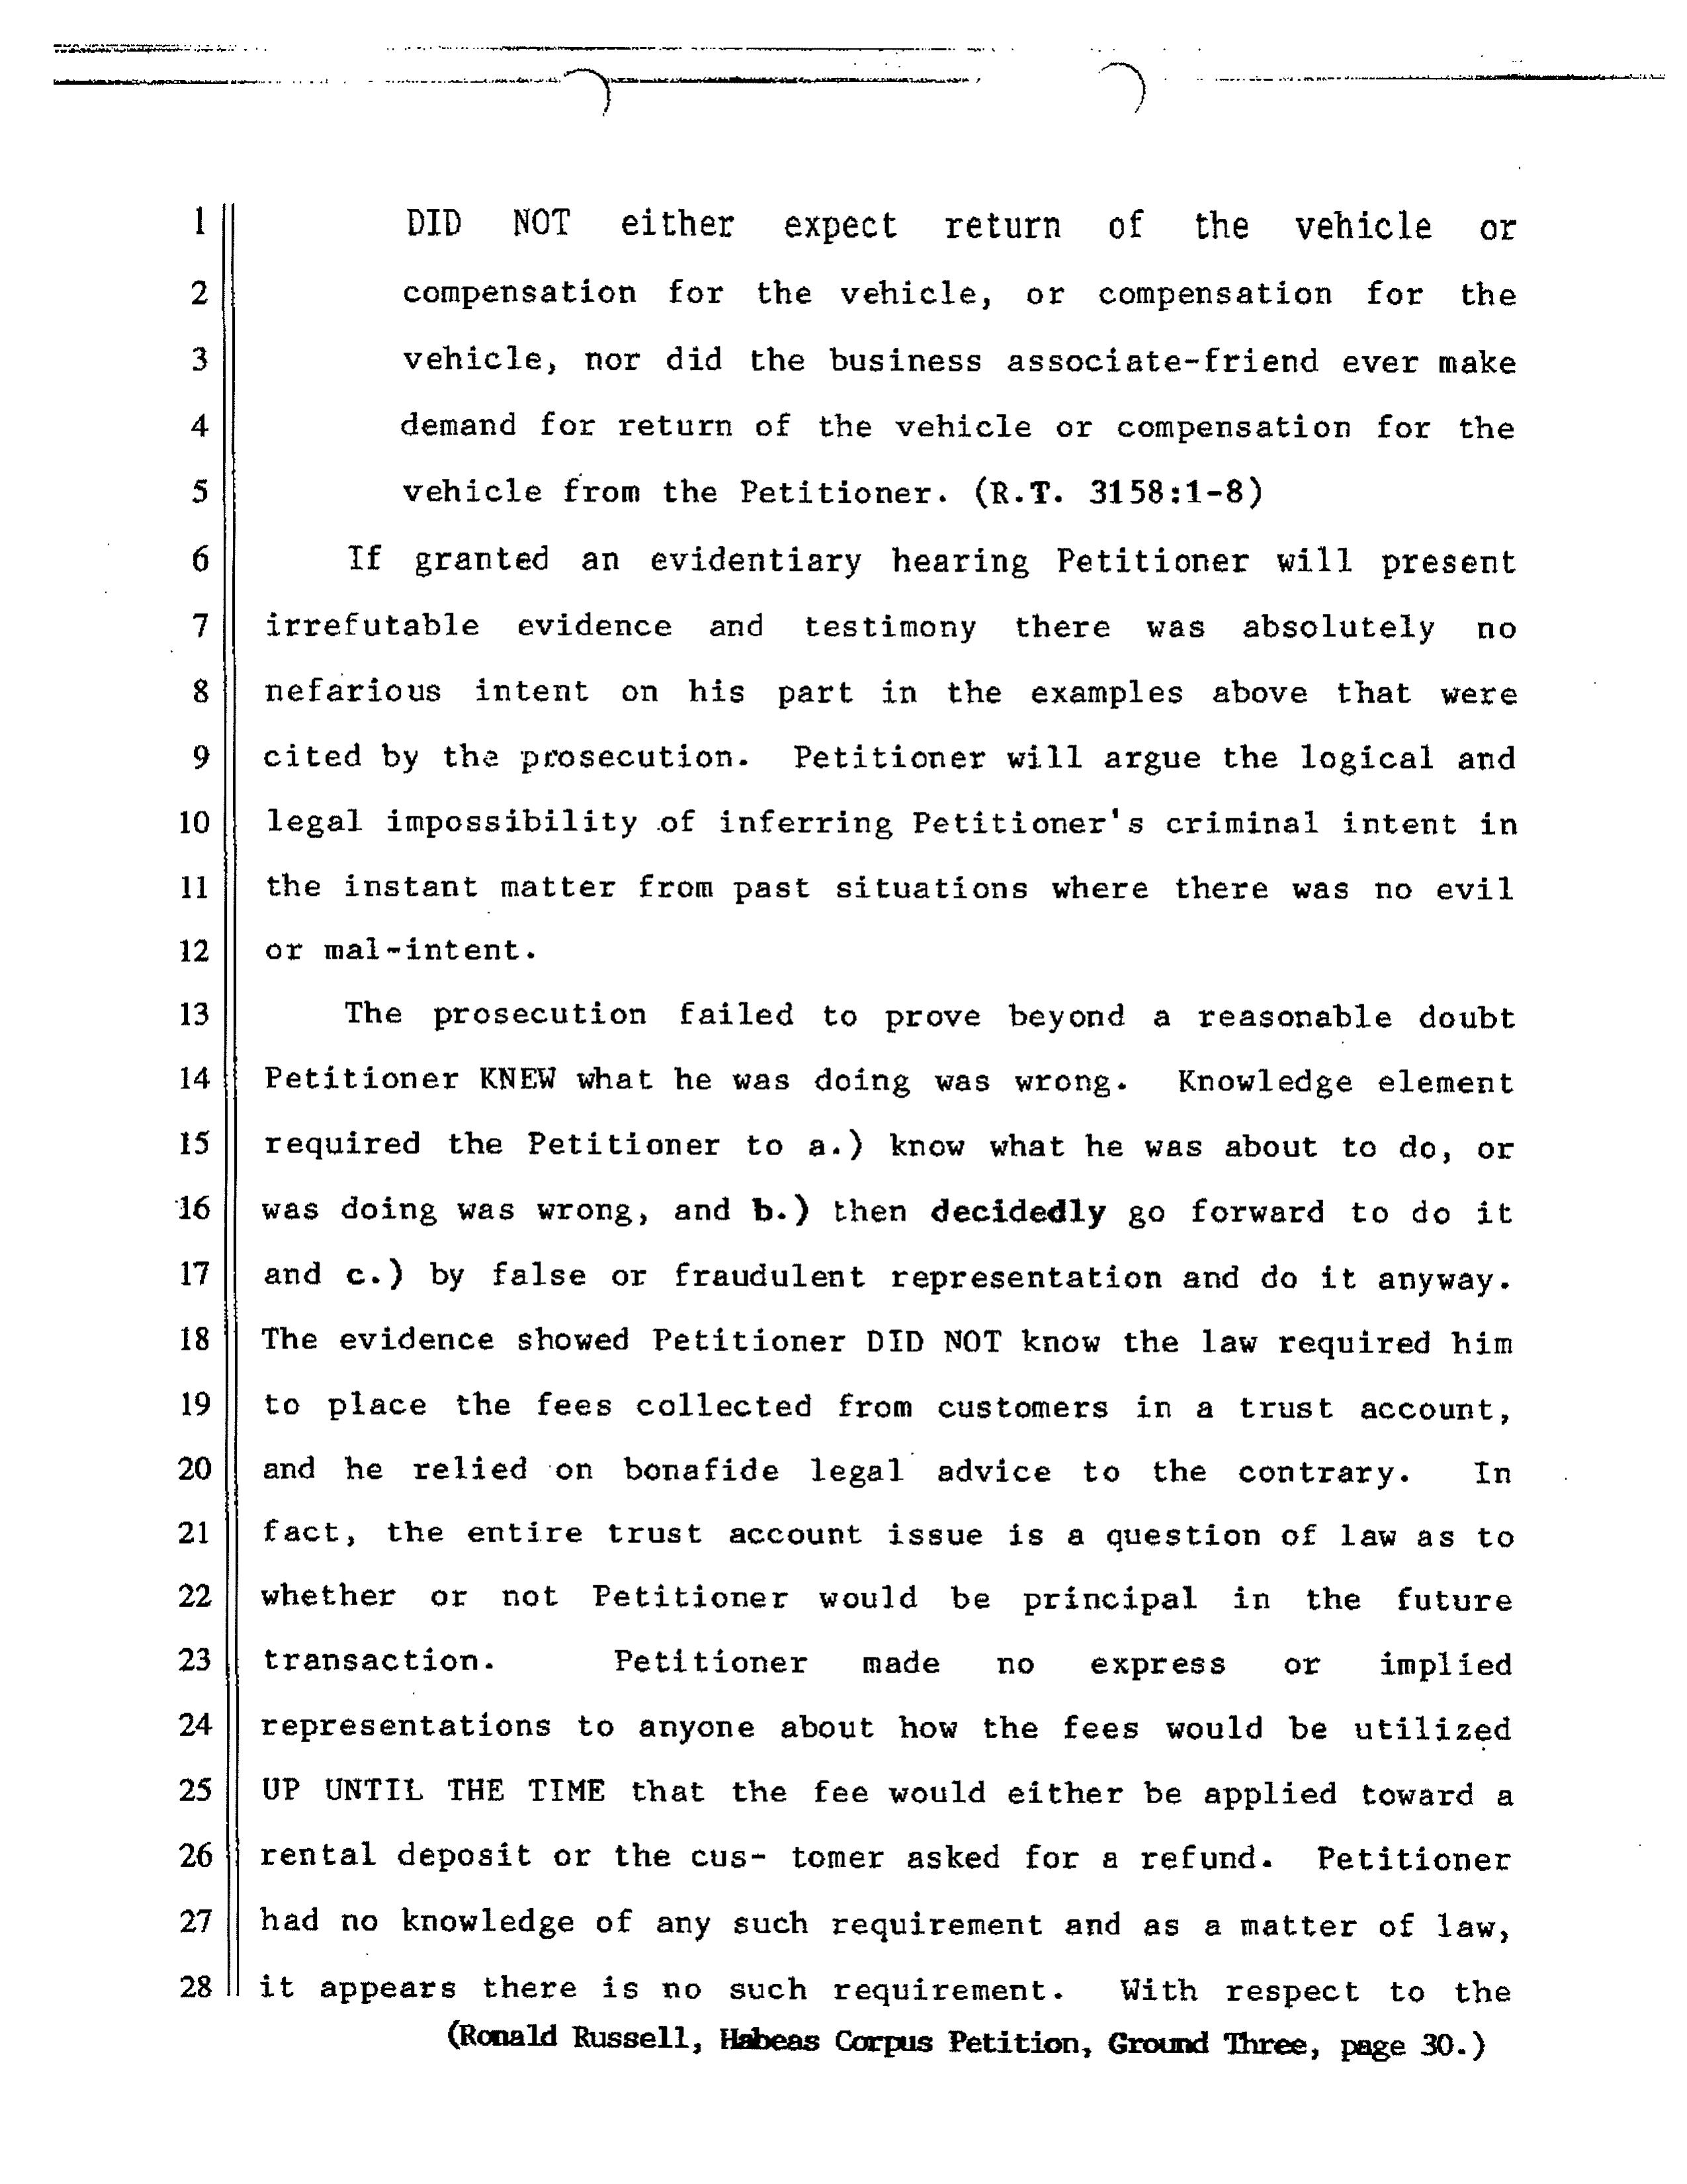 1 DID NOT either expect return of the vehicle or
2 compensation for the vehicle, or compensation for the
3 vehicle, nor did the business associate-friend ever make
4 demand for return of the vehicle or compensation for the
5 vehicle from the Petitioner. (R.T. 3158:1-8)
6 If granted an evidentiary hearing Petitioner will present
7 irrefutable evidence and testimony there was absolutely no
8 nefarious intent on his part in the examples above that were
9 cited by the prosecution. Petitioner will argue the logical and
10 legal impossibility of inferring Petitioner's criminal intent in
11 the instant matter from past situations where there was no evil
12 or mal-intent.
13 The prosecution failed to prove beyond a reasonable doubt
14 Petitioner KNEW what he was doing was wrong. Knowledge element
15 required the Petitioner to a.) know what he was about to do, or
16 was doing was wrong, and b.) then decidedly go forward to do it
17 and c.) by false or fraudulent representation and do it anyway.
18 The evidence showed Petitioner DID NOT know the law required him
19 to place the fees collected from customers in a trust account,
20 and he relied on bonafide legal advice to the contrary. In
21 fact, the entire trust account issue is a question of law as to
22 whether or not Petitioner would be principal in the future
23 transaction. Petitioner made no express or implied
24 representations to anyone about how the fees would be utilized
25 UP UNTIL THE TIME that the fee would either be applied toward a
26 rental deposit or the cus- tomer asked for a refund. Petitioner
27 had no knowledge of any such requirement and as a matter of law,
28 it appears there is no such requirement. With respect to the
(Ronald Russell, Habeas Corpus Petition, Ground Three, page 30.)